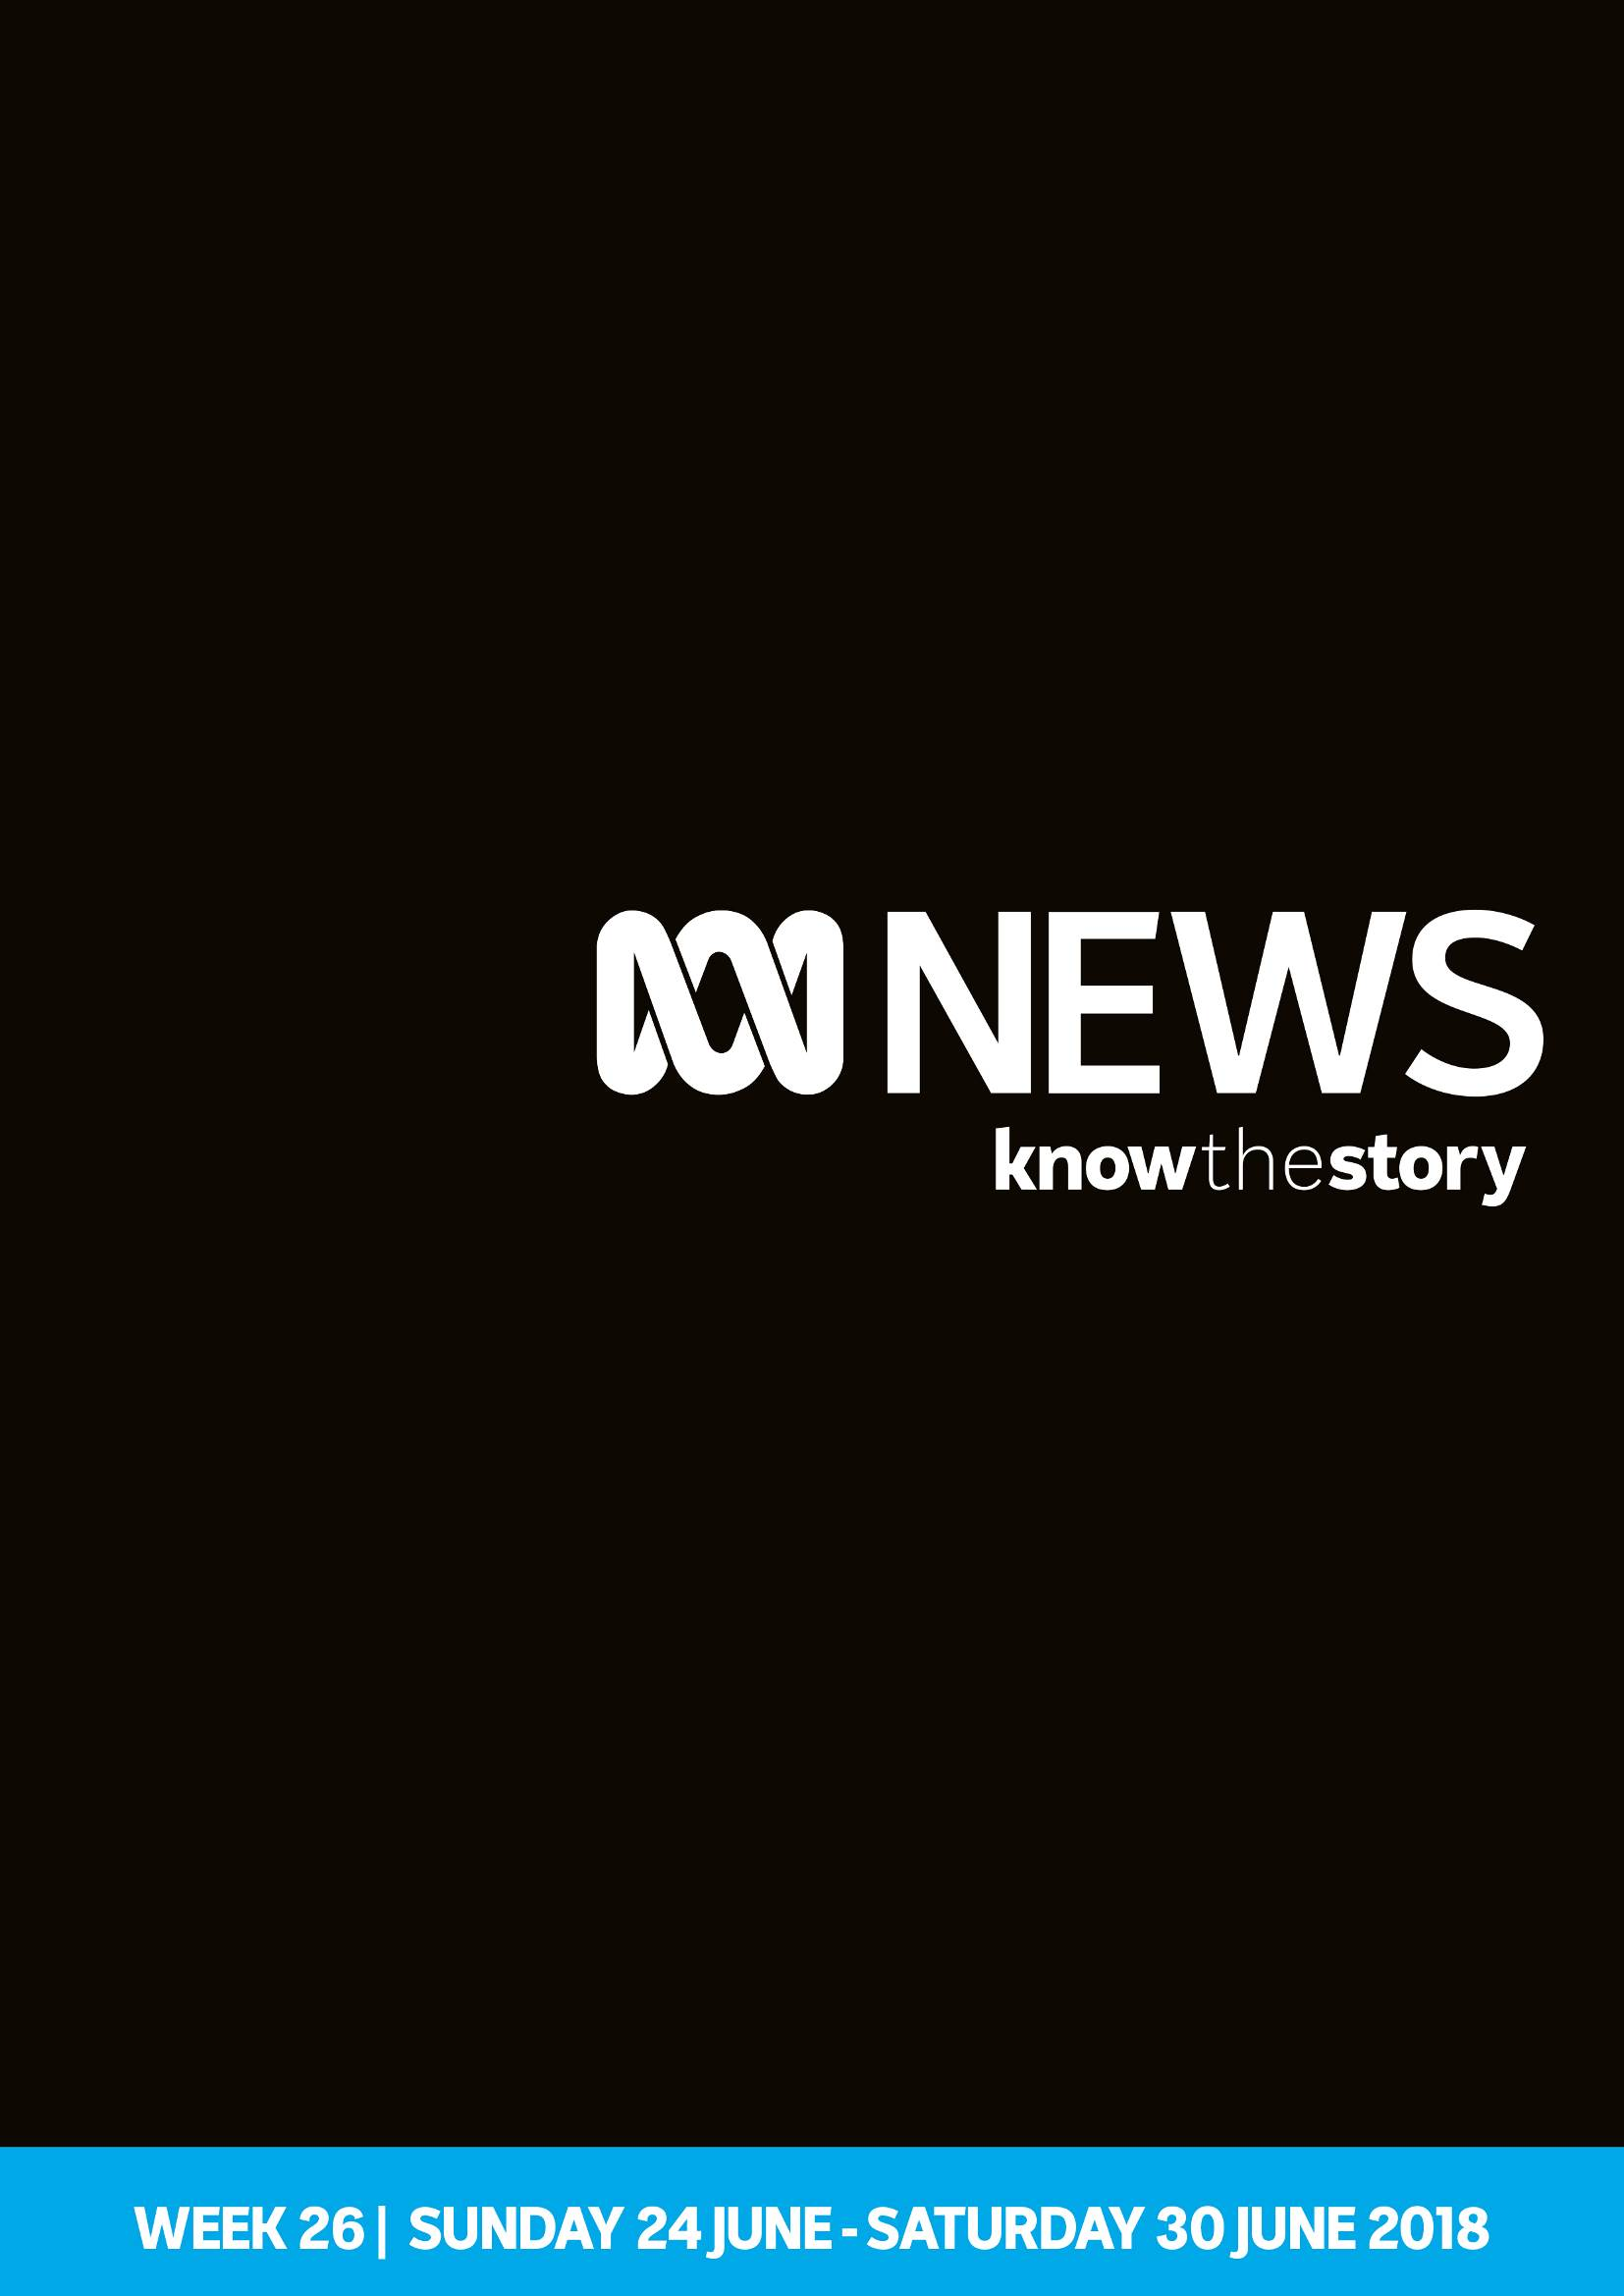 NEWS
knowthestory
WEEK 26 | SUNDAY 24 JUNE - SATURDAY 30 JUNE 2018